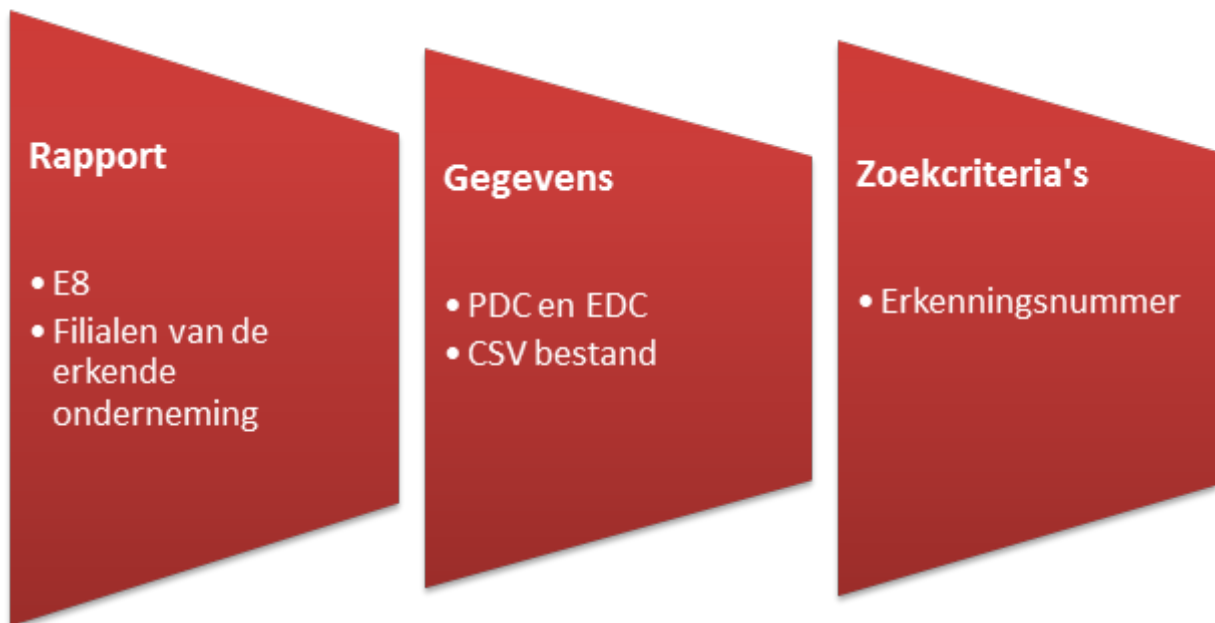 Rapport
• E8
• Filialen van de
erkende
onderneming
Gegevens
• PDC en EDC
• CSV bestand
Zoekcriteria's
• Erkenningsnummer